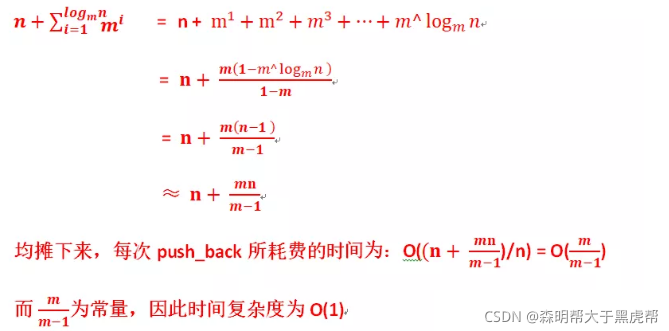 n + ∑_{i=1}^{log_m n} m^i = n + m^1 + m^2 + m^3 + ⋯ + m^log_m n
= n + m(1−m^log_m n)/(1−m)
= n + m(n−1)/(m−1)
≈ n + mn/(m−1)
均摊下来，每次 push_back 所耗费的时间为：O((n + mn/(m−1))/n) = O(m/(m−1))
而 m/(m−1) 为常量，因此时间复杂度为 O(1)
CSDN @森明帮大于黑虎帮